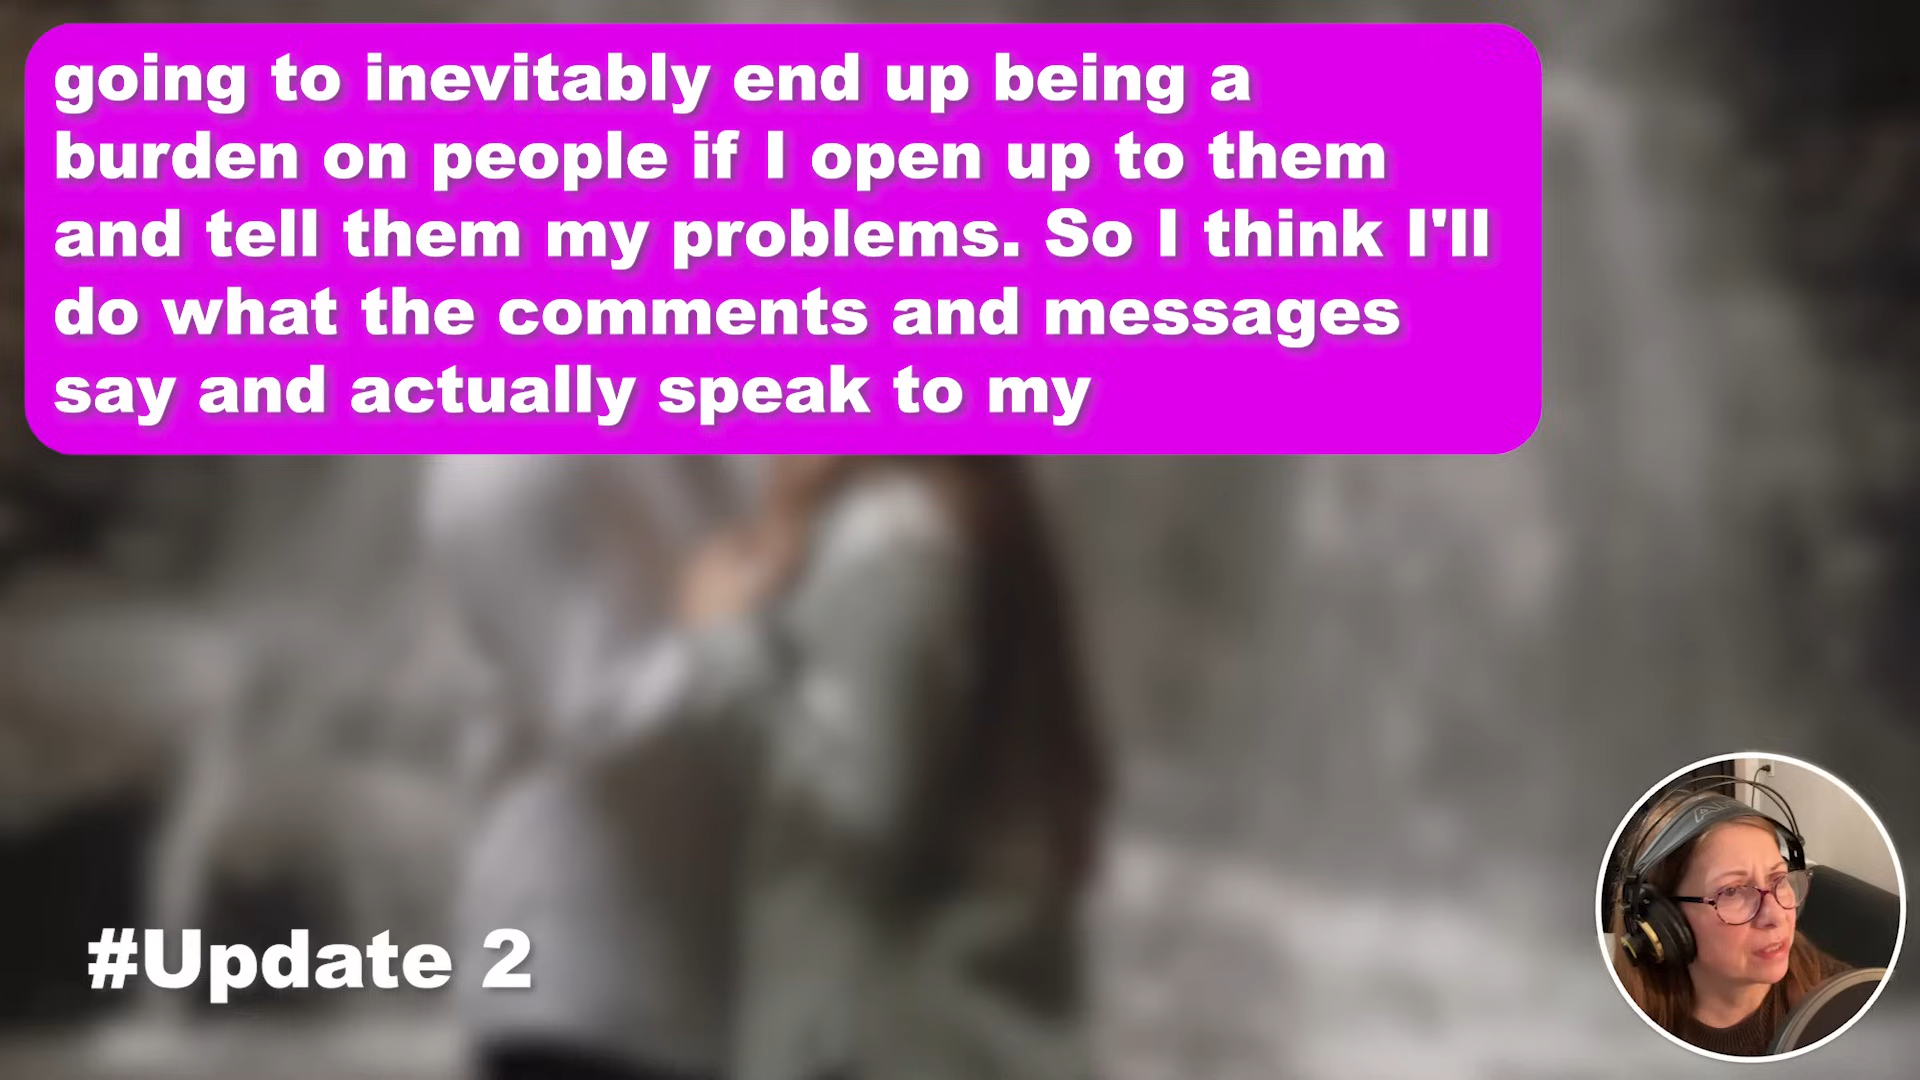 going to inevitably end up being a
burden on people if I open up to them
and tell them my problems. So I think I'll
do what the comments and messages
say and actually speak to my
#Update 2